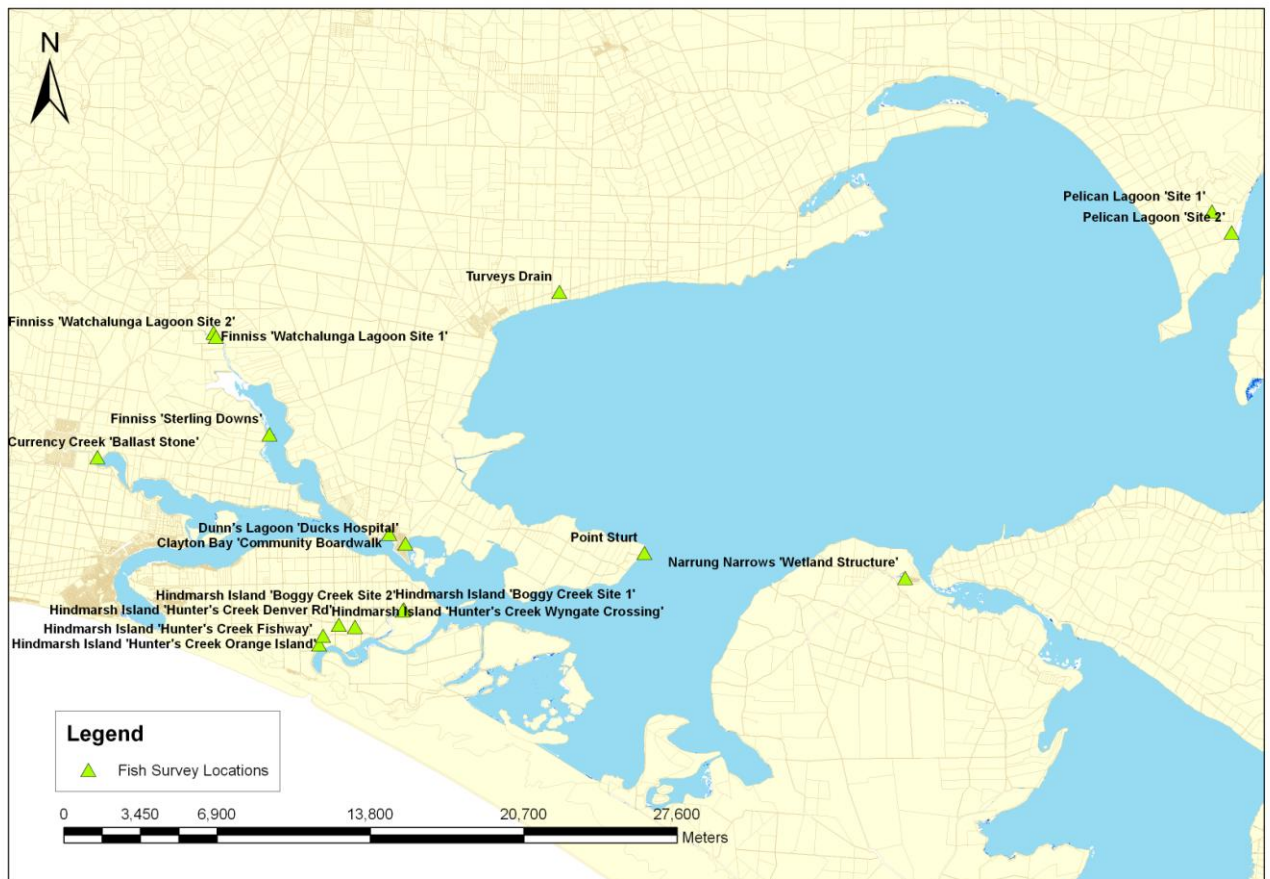 N
Pelican Lagoon 'Site 1'
Pelican Lagoon 'Site 2'
Turveys Drain
Finniss 'Watchalunga Lagoon Site 2'
Finniss 'Watchalunga Lagoon Site 1'
Finniss 'Sterling Downs'
Currency Creek 'Ballast Stone'
Dunn's Lagoon 'Ducks Hospital'
Clayton Bay 'Community Boardwalk
Point Sturt
Narrung Narrows 'Wetland Structure'
Hindmarsh Island 'Boggy Creek Site 2'
Hindmarsh Island 'Boggy Creek Site 1'
Hindmarsh Island 'Hunter's Creek Denver Rd'
Hindmarsh Island 'Hunter's Creek Wyngate Crossing'
Hindmarsh Island 'Hunter's Creek Fishway'
Hindmarsh Island 'Hunter's Creek Orange Island'
Legend
Fish Survey Locations
0 3,450 6,900 13,800 20,700 27,600
Meters